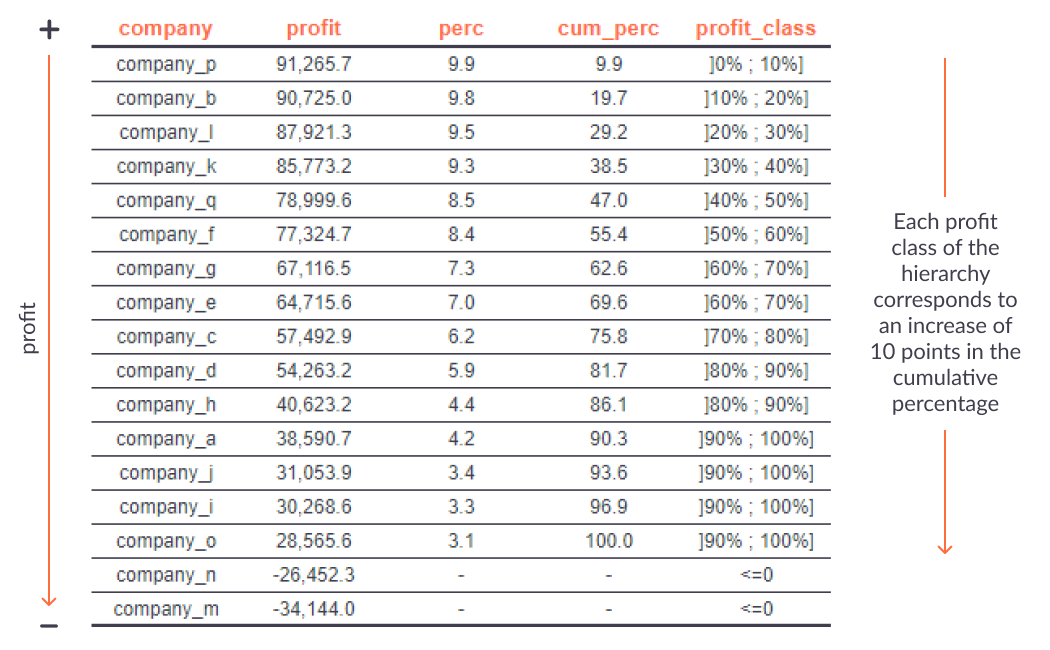 +
company profit perc cum_perc profit_class
company_p 91,265.7 9.9 9.9 ]0% ; 10%]
company_b 90,725.0 9.8 19.7 ]10% ; 20%]
company_l 87,921.3 9.5 29.2 ]20% ; 30%]
company_k 85,773.2 9.3 38.5 ]30% ; 40%]
company_q 78,999.6 8.5 47.0 ]40% ; 50%]
company_f 77,324.7 8.4 55.4 ]50% ; 60%]
company_g 67,116.5 7.3 62.6 ]60% ; 70%]
company_e 64,715.6 7.0 69.6 ]60% ; 70%]
company_c 57,492.9 6.2 75.8 ]70% ; 80%]
company_d 54,263.2 5.9 81.7 ]80% ; 90%]
company_h 40,623.2 4.4 86.1 ]80% ; 90%]
company_a 38,590.7 4.2 90.3 ]90% ; 100%]
company_j 31,053.9 3.4 93.6 ]90% ; 100%]
company_i 30,268.6 3.3 96.9 ]90% ; 100%]
company_o 28,565.6 3.1 100.0 ]90% ; 100%]
company_n -26,452.3 - - <=0
company_m -34,144.0 - - <=0
profit
−
Each profit
class of the
hierarchy
corresponds to
an increase of
10 points in the
cumulative
percentage